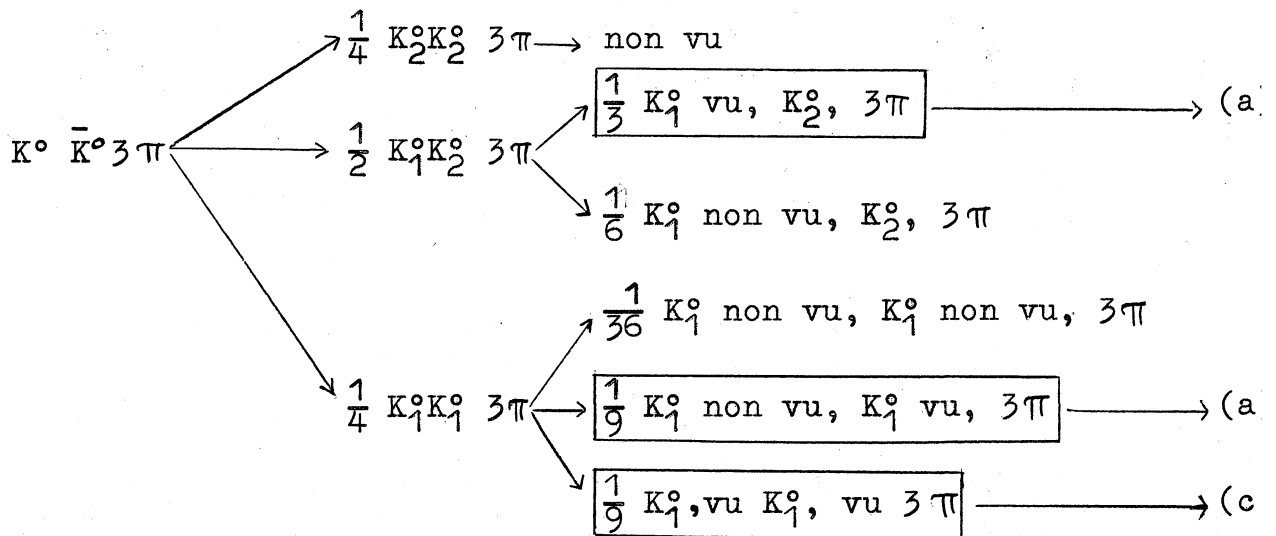 1/4 K°₂K°₂ 3π → non vu
1/3 K°₁ vu, K°₂, 3π → (a
K° K̄°3π → 1/2 K°₁K°₂ 3π
1/6 K°₁ non vu, K°₂, 3π
1/36 K°₁ non vu, K°₁ non vu, 3π
1/4 K°₁K°₁ 3π → 1/9 K°₁ non vu, K°₁ vu, 3π → (a
1/9 K°₁,vu K°₁, vu 3π → (c